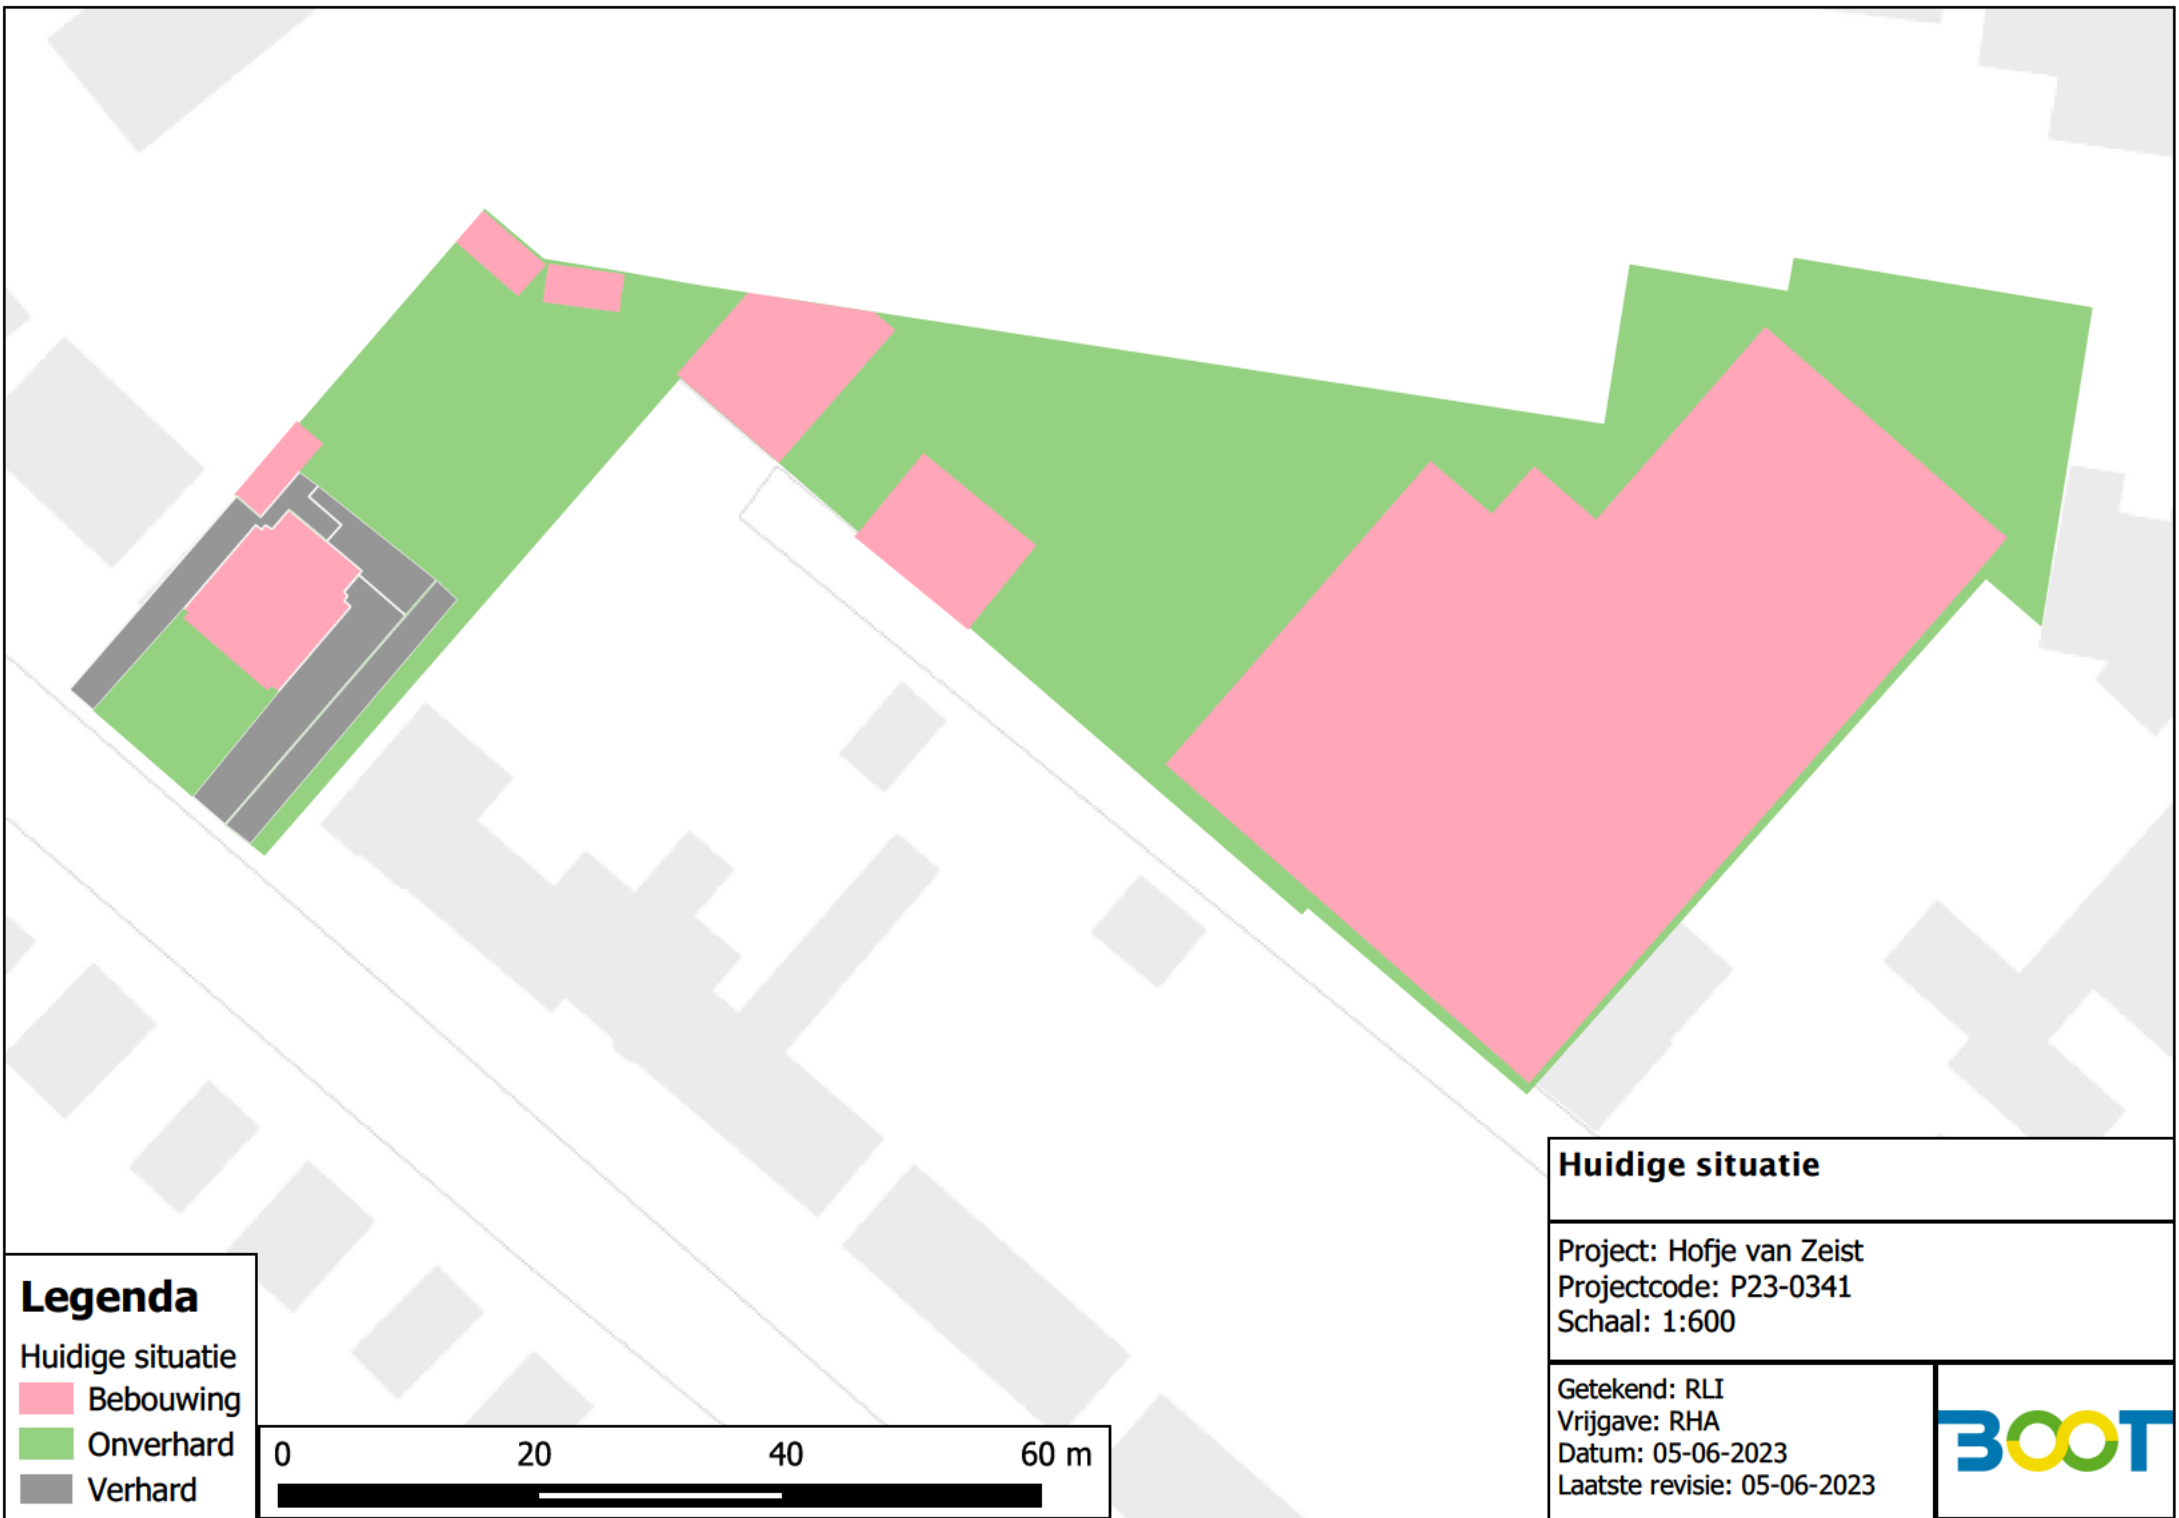 Huidige situatie
Project: Hofje van Zeist
Projectcode: P23-0341
Schaal: 1:600
Getekend: RLI
Vrijgave: RHA
Datum: 05-06-2023
Laatste revisie: 05-06-2023
BOOT
Legenda
Huidige situatie
Bebouwing
Onverhard
Verhard
0 20 40 60 m